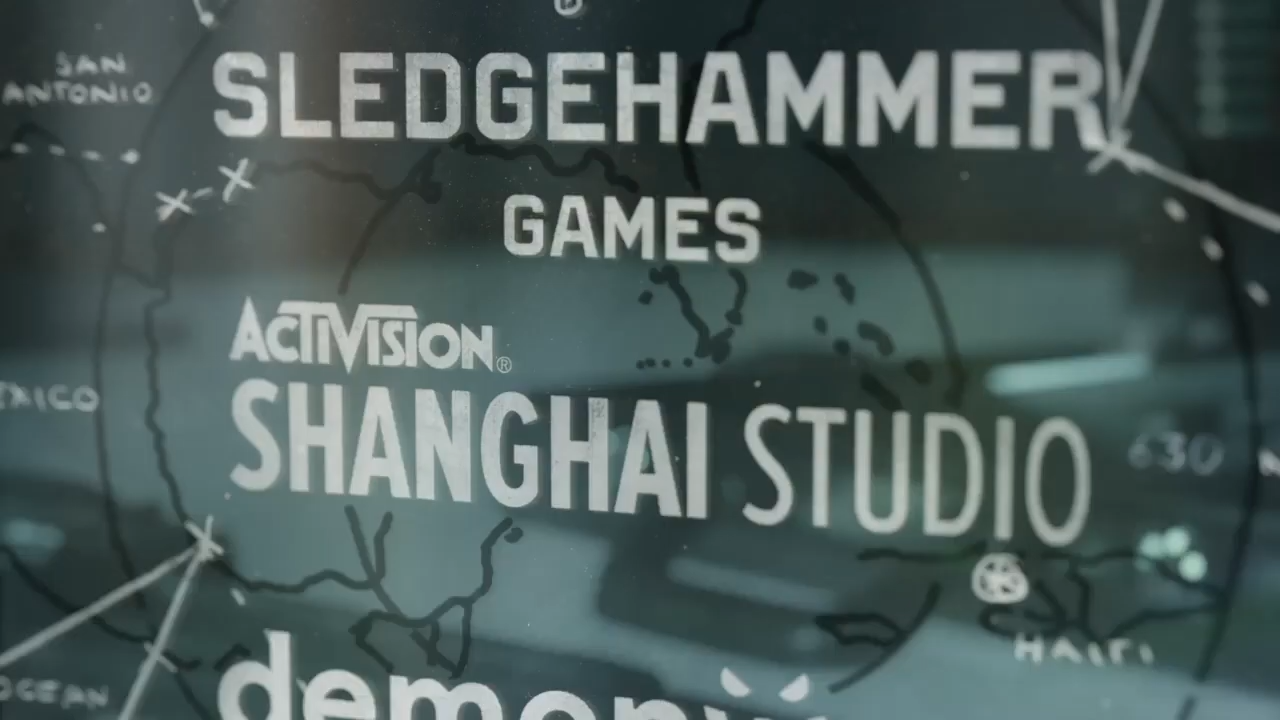 SAN
ANTONIO
SLEDGEHAMMER
GAMES
ACTIVISION®
SHANGHAI STUDIO
630
HAITI
OCEAN